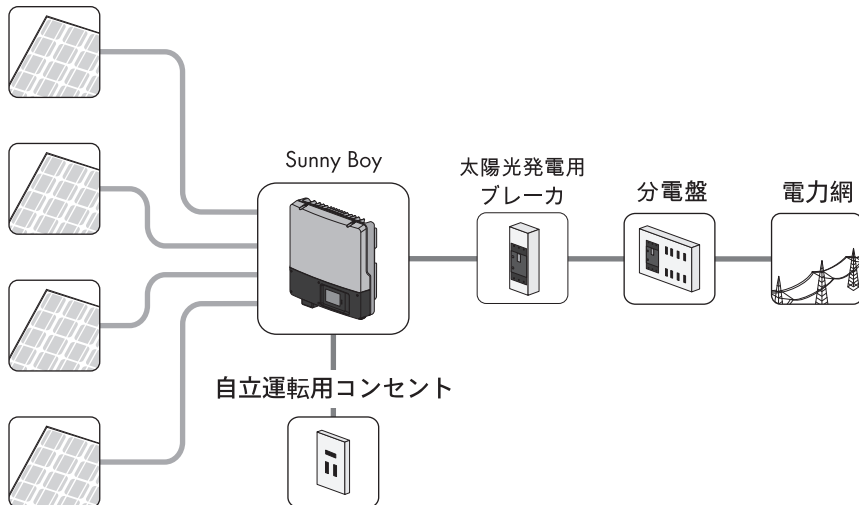 Sunny Boy
太陽光発電用
ブレーカ
分電盤
電力網
自立運転用コンセント